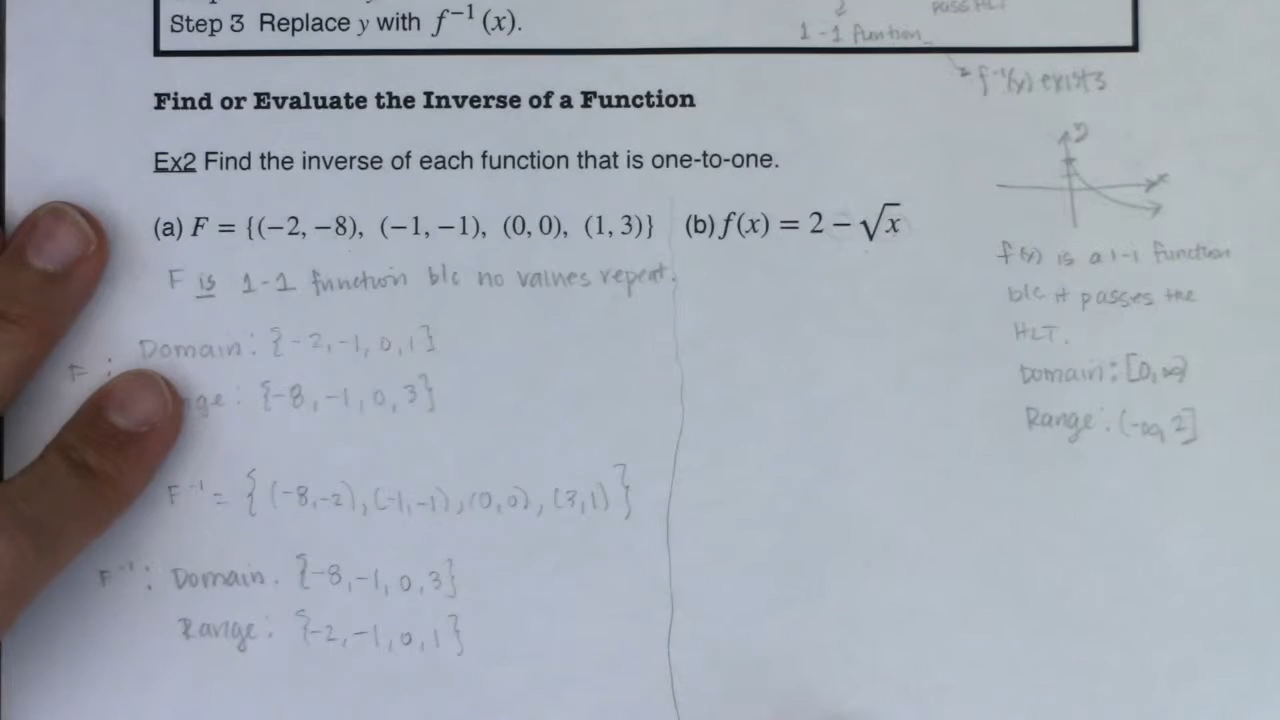 Step 3 Replace y with f⁻¹(x).
pass HLT
1-1 function
f⁻¹(x) exists
Find or Evaluate the Inverse of a Function
Ex2 Find the inverse of each function that is one-to-one.
(a) F = {(−2, −8), (−1, −1), (0, 0), (1, 3)} (b) f(x) = 2 − √x
F is 1-1 function b/c no values repeat.
F: Domain: {-2,-1,0,1}
nge: {-8,-1,0,3}
F⁻¹ = {(-8,-2),(-1,-1),(0,0),(3,1)}
F⁻¹: Domain: {-8,-1,0,3}
Range: {-2,-1,0,1}
y
x
f(x) is a 1-1 function
b/c it passes the
HLT.
Domain: [0,∞)
Range: (-∞,2]